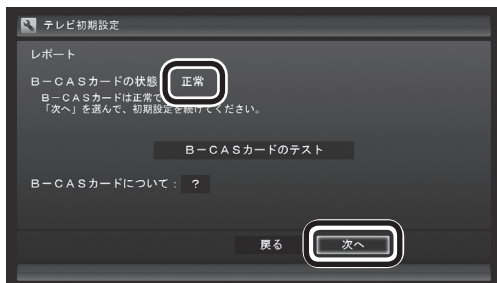 テレビ初期設定
レポート
B－CASカードの状態 正常
B－CASカードは正常で
「次へ」を選んで、初期設定を続けてください。
B－CASカードのテスト
B－CASカードについて： ？
戻る 次へ